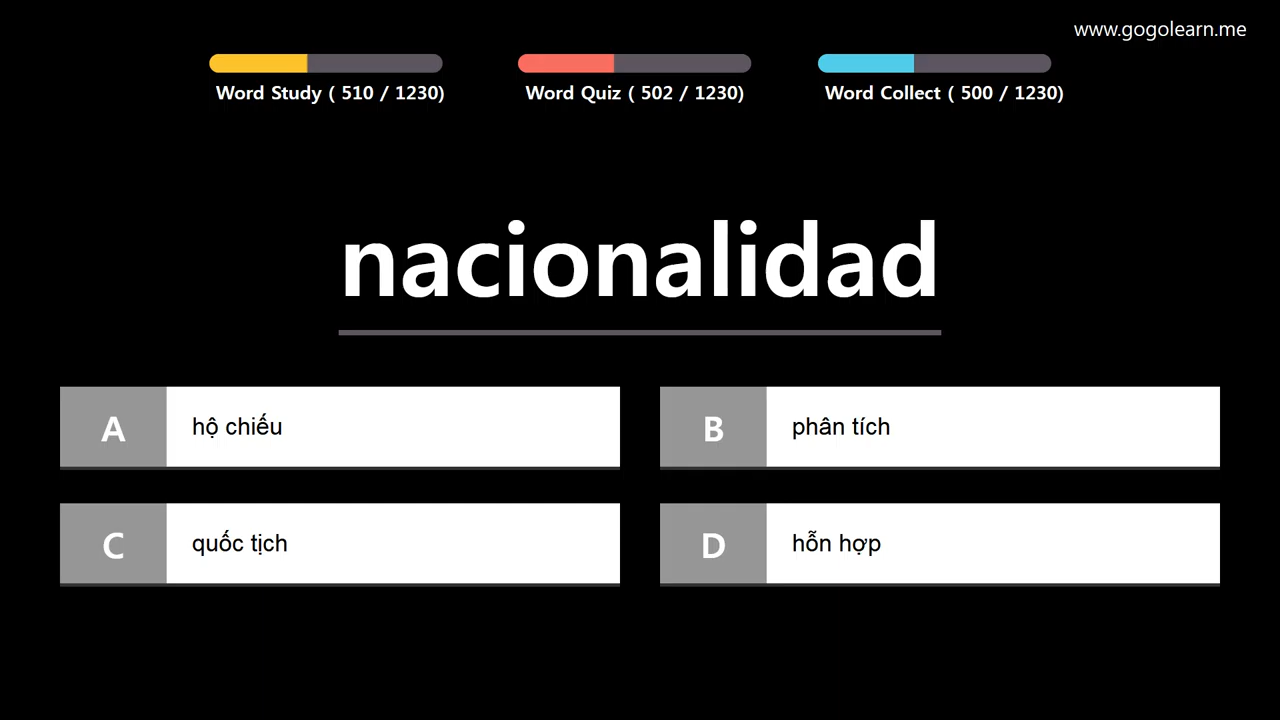 www.gogolearn.me
Word Study ( 510 / 1230)
Word Quiz ( 502 / 1230)
Word Collect ( 500 / 1230)
nacionalidad
A hộ chiếu
B phân tích
C quốc tịch
D hỗn hợp